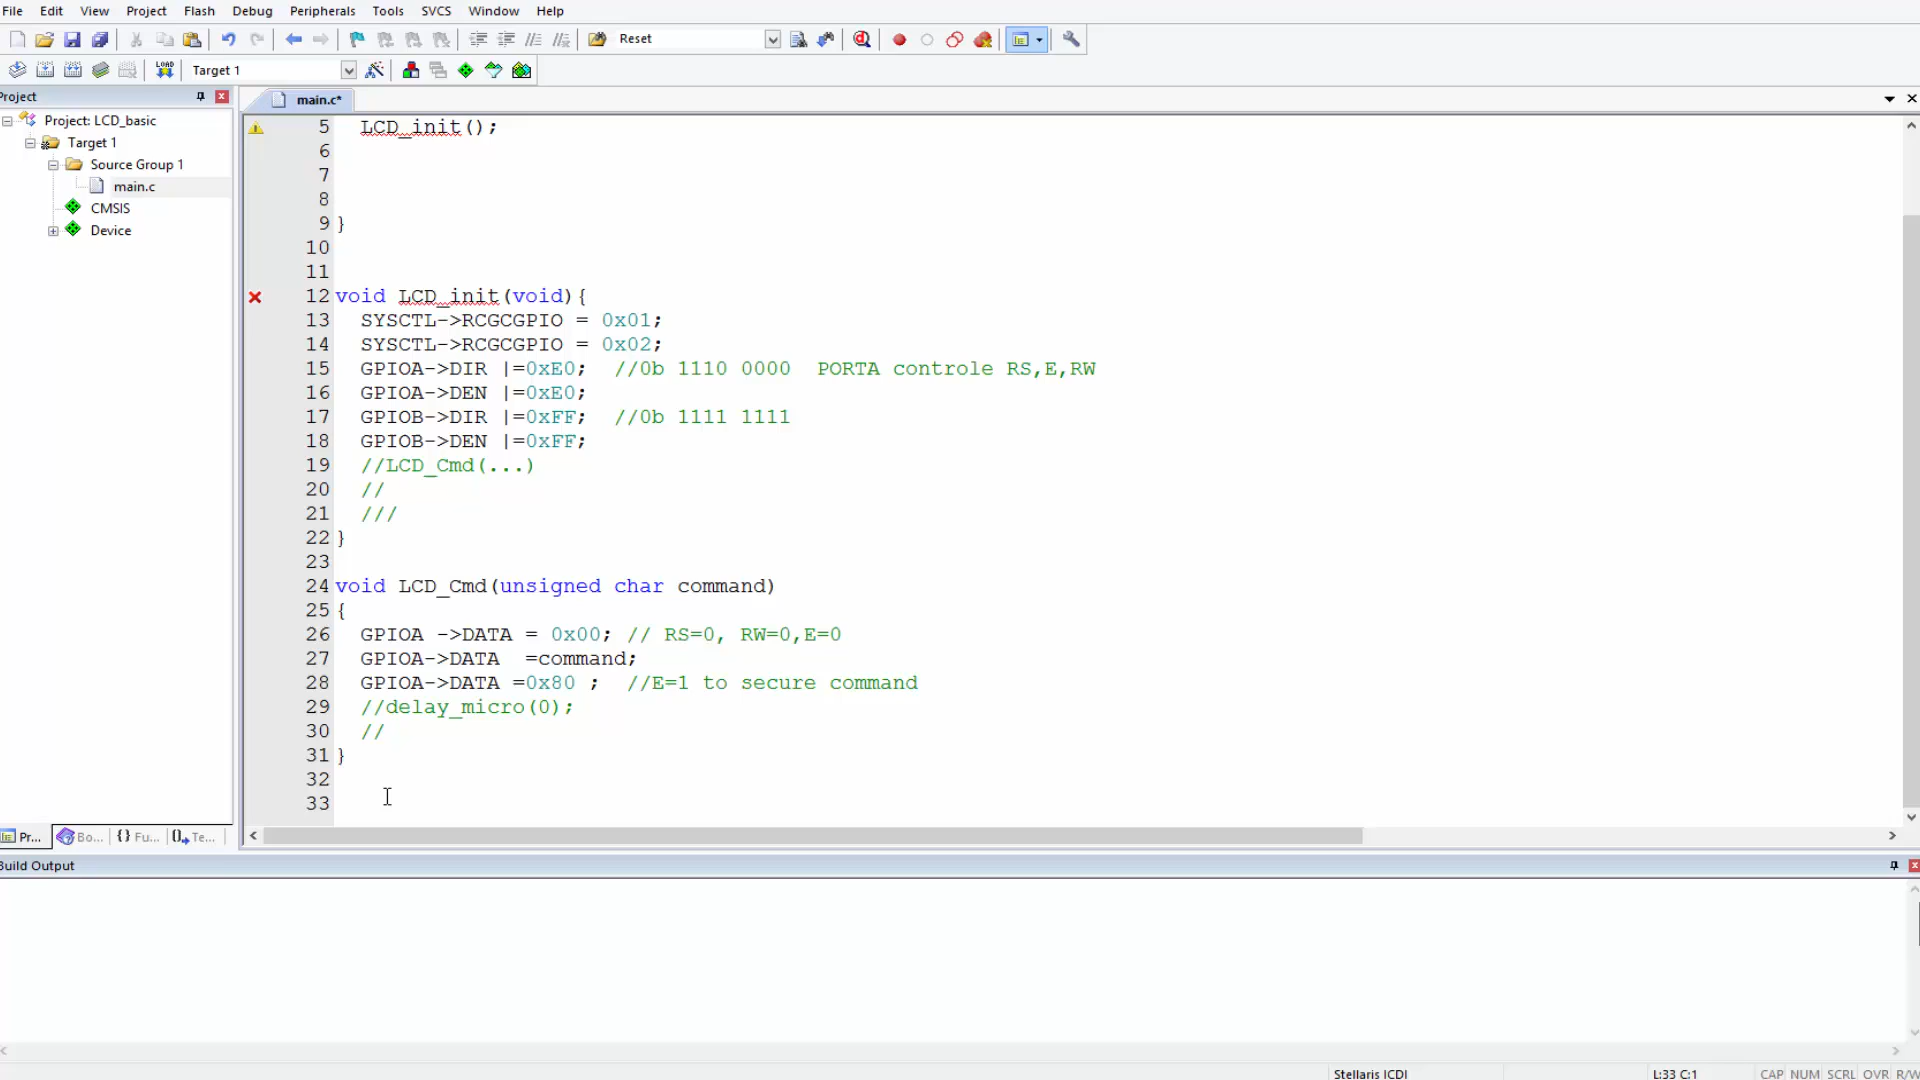 File Edit View Project Flash Debug Peripherals Tools SVCS Window Help
Reset
LOAD Target 1
Project
main.c*
Project: LCD_basic
Target 1
Source Group 1
main.c
CMSIS
Device
5 LCD_init();
6
7
8
9 }
10
11
12 void LCD_init(void){
13 SYSCTL->RCGCGPIO = 0x01;
14 SYSCTL->RCGCGPIO = 0x02;
15 GPIOA->DIR |=0xE0; //0b 1110 0000 PORTA controle RS,E,RW
16 GPIOA->DEN |=0xE0;
17 GPIOB->DIR |=0xFF; //0b 1111 1111
18 GPIOB->DEN |=0xFF;
19 //LCD_Cmd(...)
20 //
21 ///
22 }
23
24 void LCD_Cmd(unsigned char command)
25 {
26 GPIOA ->DATA = 0x00; // RS=0, RW=0,E=0
27 GPIOA->DATA =command;
28 GPIOA->DATA =0x80 ; //E=1 to secure command
29 //delay_micro(0);
30 //
31 }
32
33
Pr... Bo... {} Fu... 0 Te...
Build Output
Stellaris ICDI L:33 C:1 CAP NUM SCRL OVR R/W